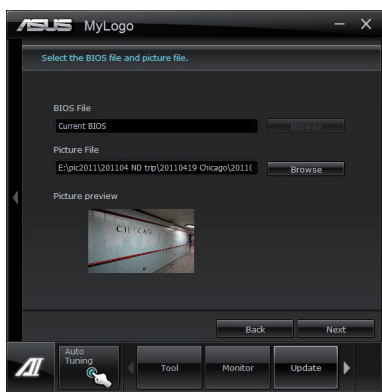 ASUS MyLogo
Select the BIOS file and picture file.
BIOS File
Current BIOS
Browse
Picture File
E:\pic2011\201104 ND trip\20110419 Chicago\2011(
Browse
Picture preview
CHICAGO
Back
Next
Auto
Tuning
Tool
Monitor
Update